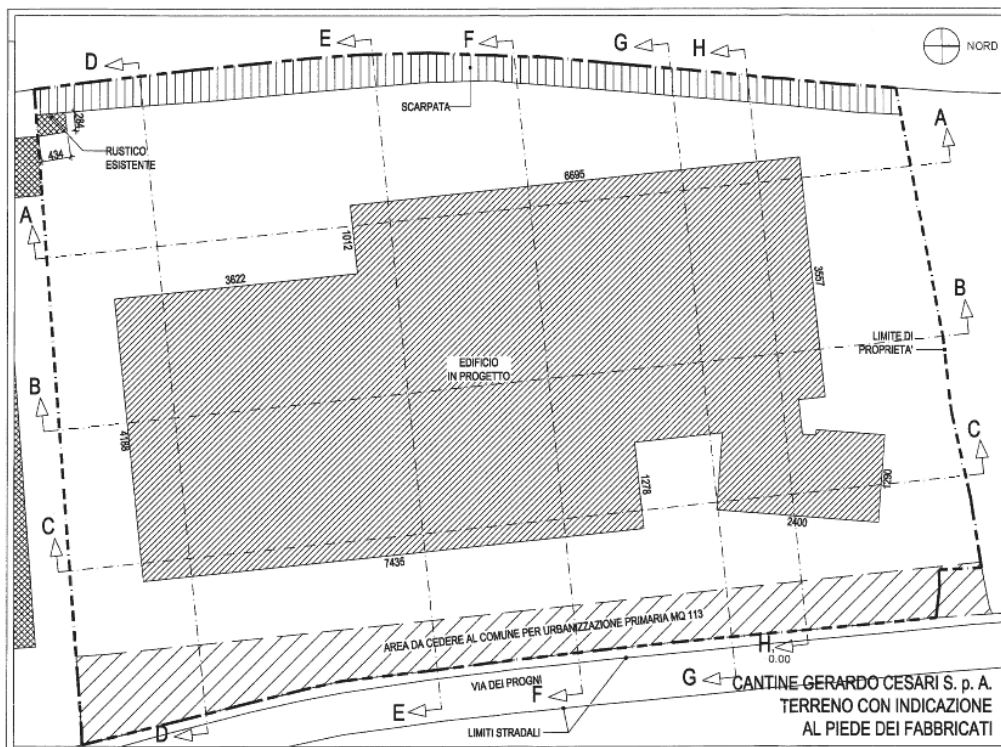 D
E
F
G
H
NORD
SCARPATA
284
434
RUSTICO
ESISTENTE
A
A
6695
1012
3622
3557
B
EDIFICIO
IN PROGETTO
LIMITE DI
PROPRIETA'
B
4188
C
1278
1290
2400
C
7435
AREA DA CEDERE AL COMUNE PER URBANIZZAZIONE PRIMARIA MQ 113
H
0.00
VIA DEI PROGNI
D
E
F
G
LIMITI STRADALI
CANTINE GERARDO CESARI S. p. A.
TERRENO CON INDICAZIONE
AL PIEDE DEI FABBRICATI